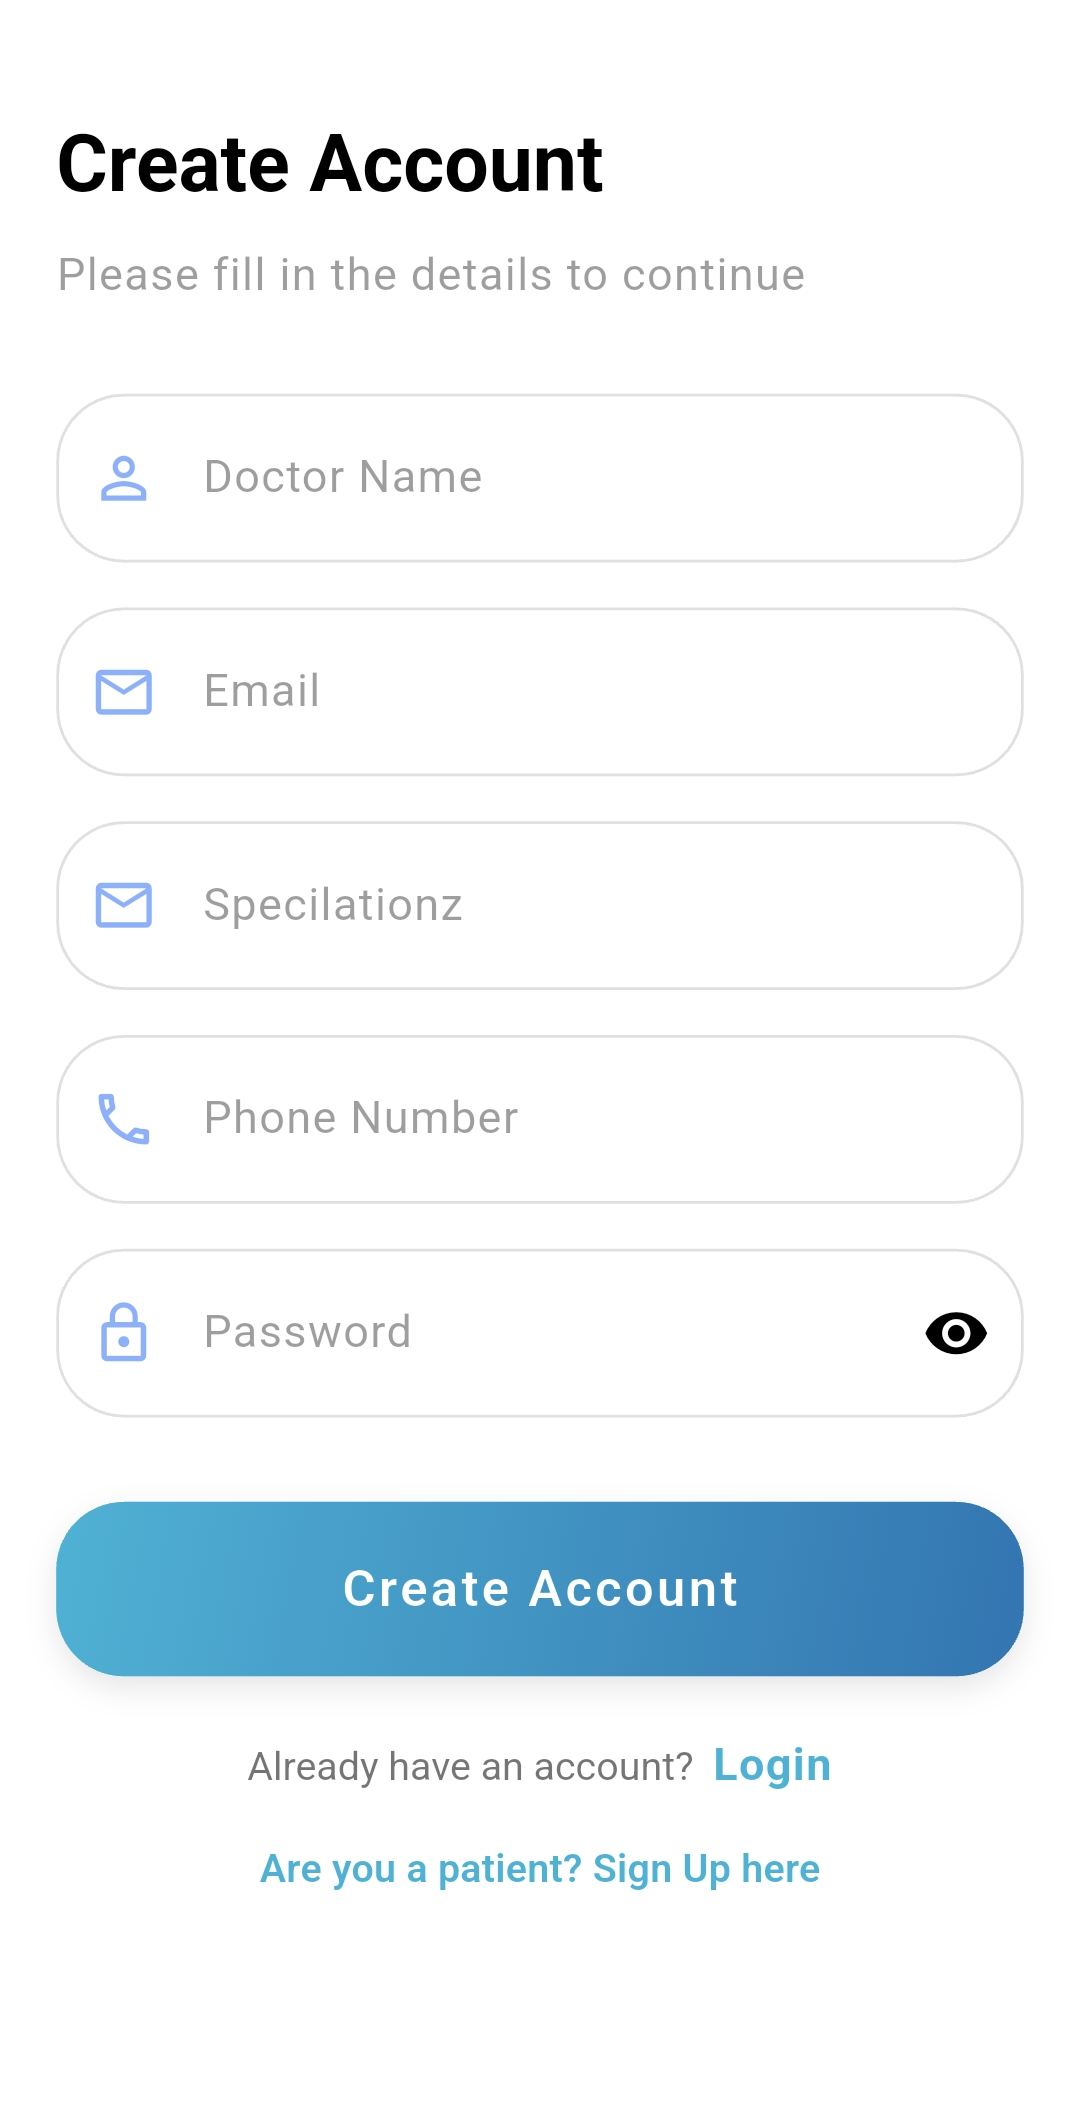 Create Account
Please fill in the details to continue
Doctor Name
Email
Specilationz
Phone Number
Password
Create Account
Already have an account? Login
Are you a patient? Sign Up here